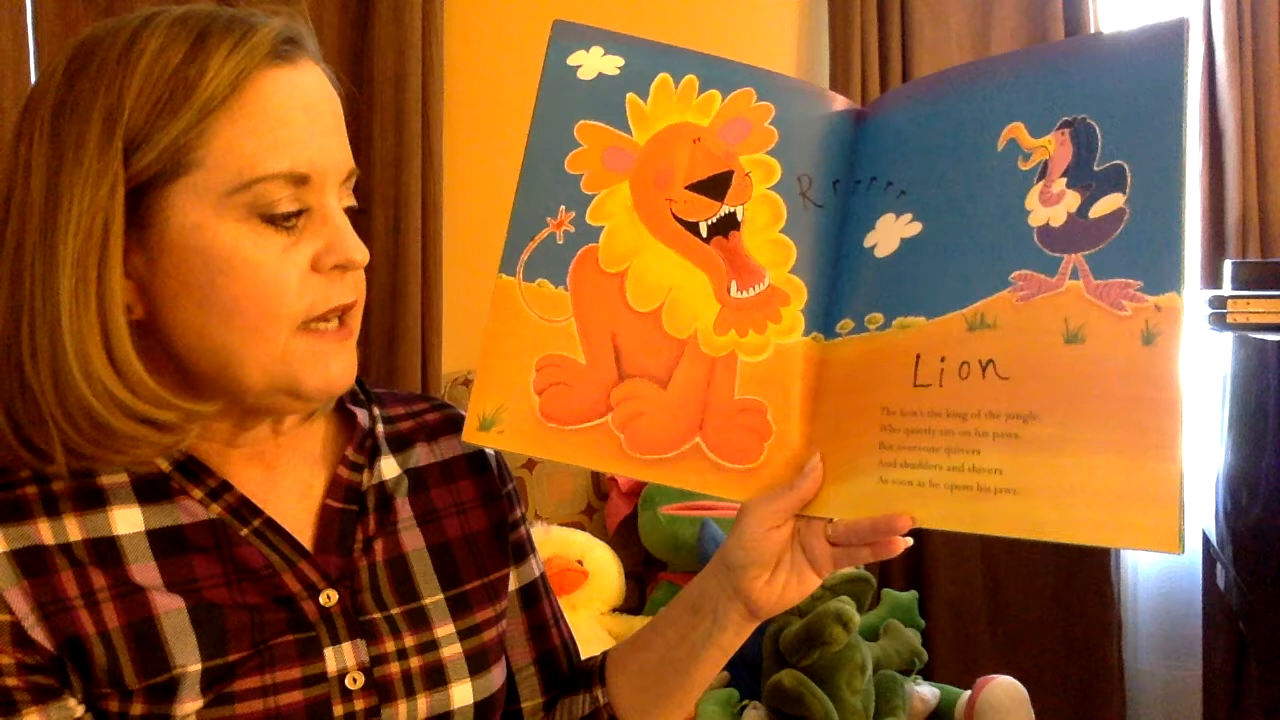 Rrrrrr
Lion
The lion's the king of the jungle,
Who quietly sits on his paws.
But everyone quivers
And shudders and shivers
As soon as he opens his jaws.